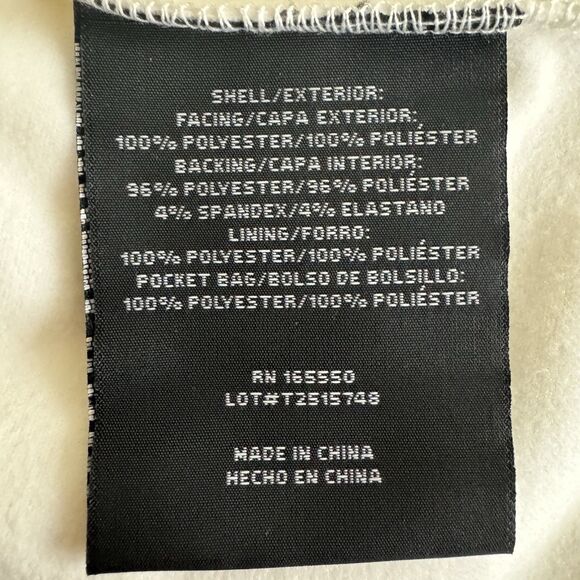 SHELL/EXTERIOR:
FACING/CAPA EXTERIOR:
100% POLYESTER/100% POLIÉSTER
BACKING/CAPA INTERIOR:
96% POLYESTER/96% POLIÉSTER
4% SPANDEX/4% ELASTANO
LINING/FORRO:
100% POLYESTER/100% POLIÉSTER
POCKET BAG/BOLSO DE BOLSILLO:
100% POLYESTER/100% POLIÉSTER
RN 165550
LOT#T2515748
MADE IN CHINA
HECHO EN CHINA